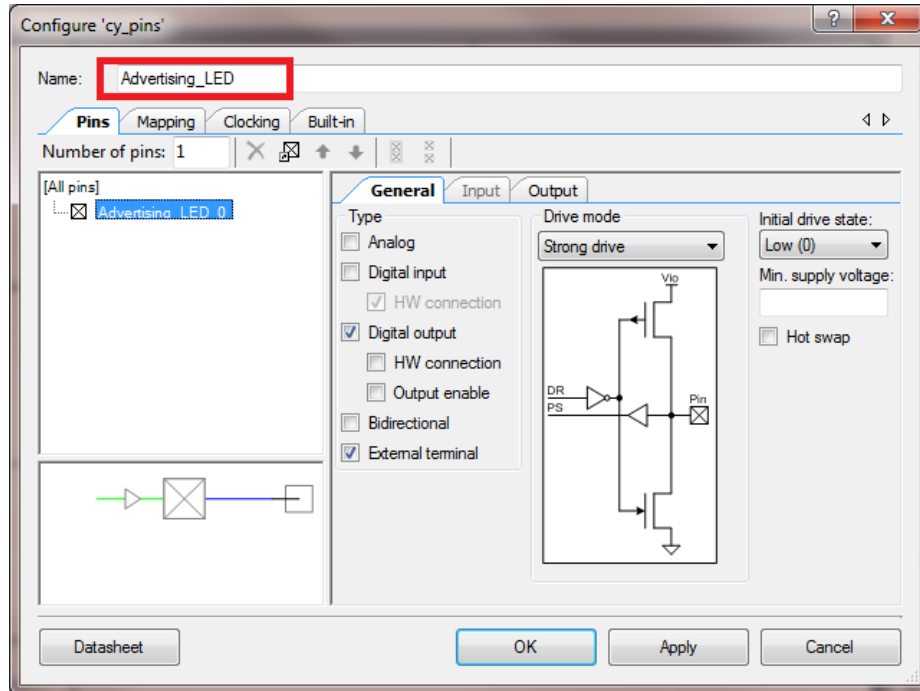 Configure 'cy_pins'
?
X
Name: Advertising_LED
Pins Mapping Clocking Built-in
Number of pins: 1
[All pins]
Advertising_LED_0
General Input Output
Type
Analog
Digital input
HW connection
Digital output
HW connection
Output enable
Bidirectional
External terminal
Drive mode
Strong drive
Vio
DR
PS
Pin
Initial drive state:
Low (0)
Min. supply voltage:
Hot swap
Datasheet OK Apply Cancel